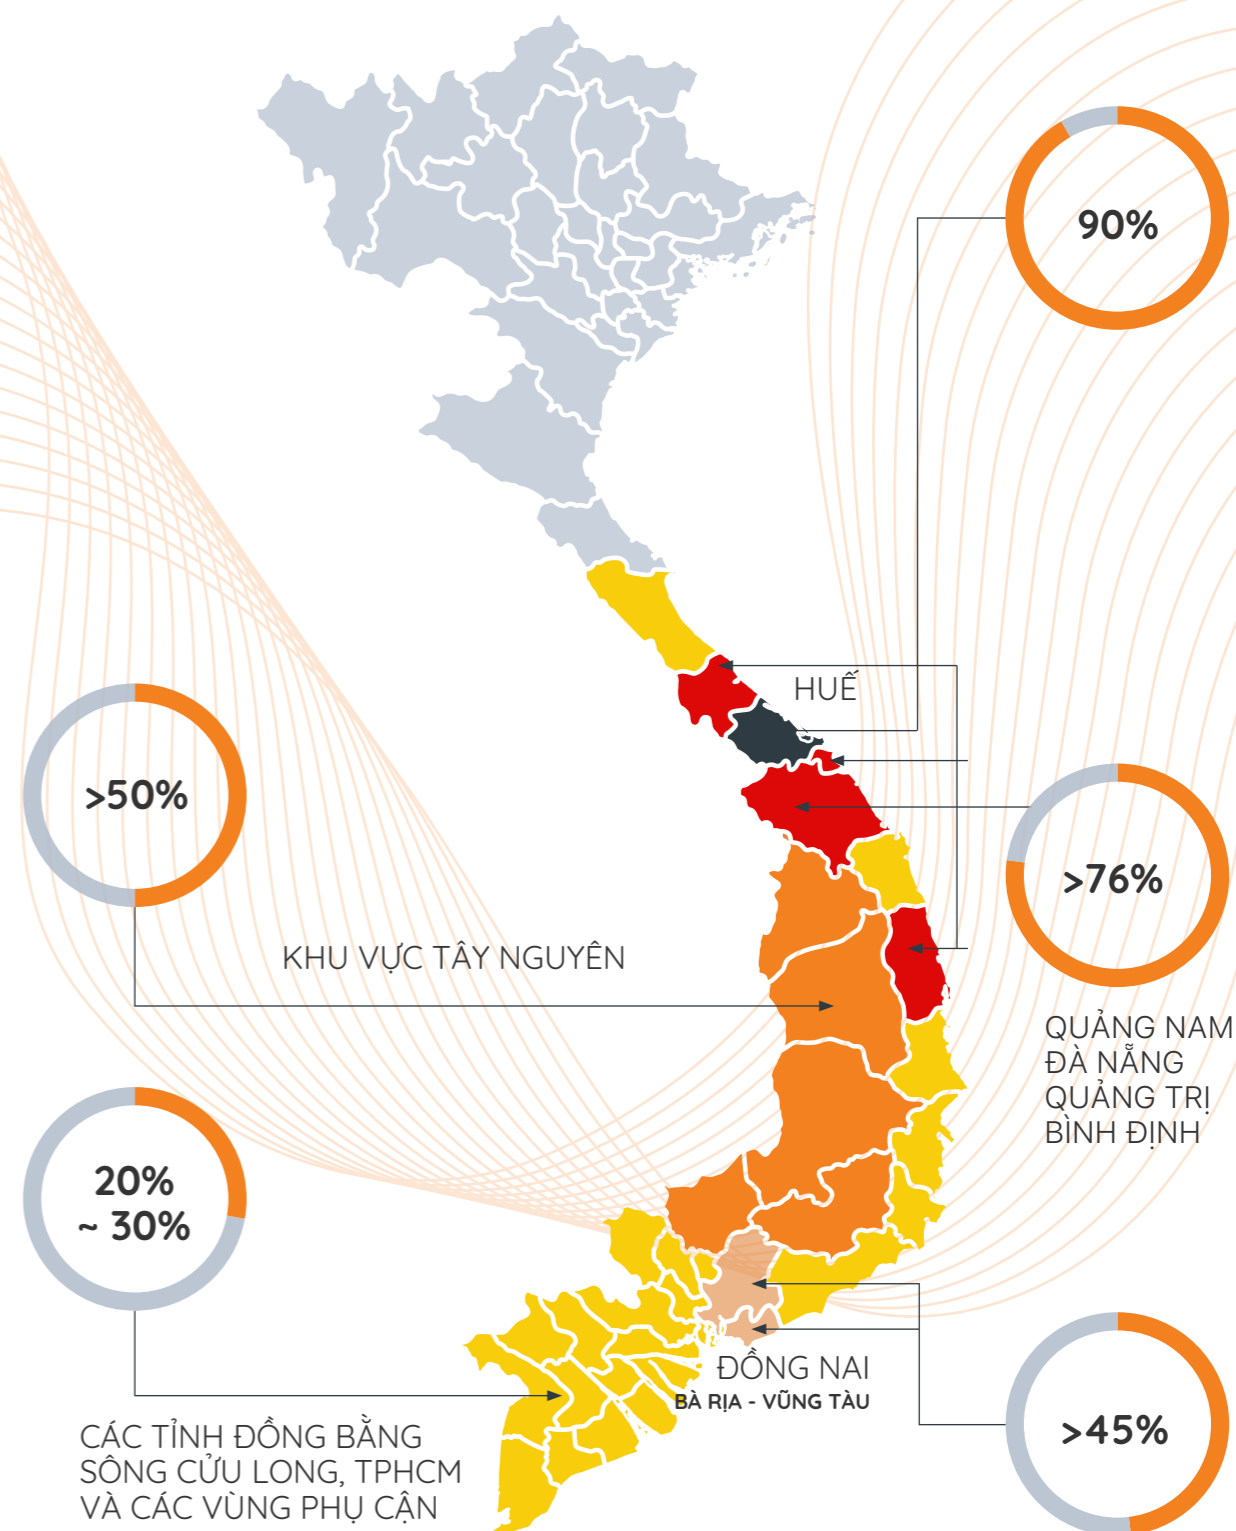 90%
HUẾ
>50%
>76%
KHU VỰC TÂY NGUYÊN
QUẢNG NAM
ĐÀ NẴNG
QUẢNG TRỊ
BÌNH ĐỊNH
20%
~ 30%
ĐỒNG NAI
BÀ RỊA - VŨNG TÀU
>45%
CÁC TỈNH ĐỒNG BẰNG
SÔNG CỬU LONG, TPHCM
VÀ CÁC VÙNG PHỤ CẬN